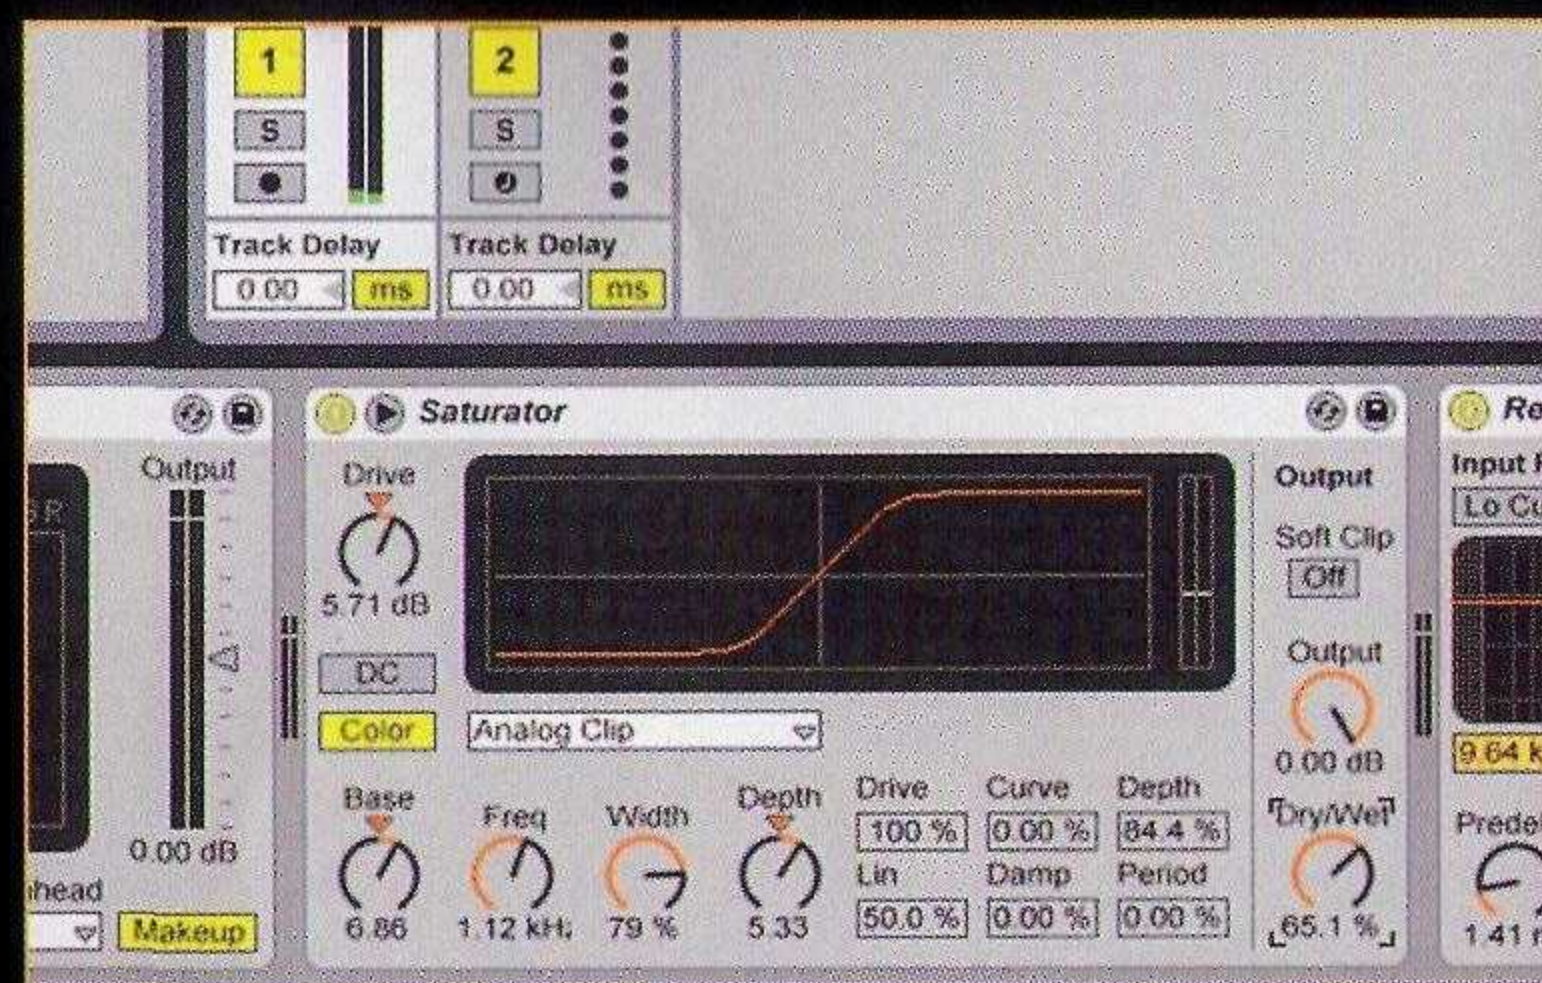 1
2
S
S
Track Delay
Track Delay
0.00
ms
0.00
ms
Output
0.00 dB
Makeup
Saturator
Drive
5.71 dB
DC
Color
Analog Clip
Base
6.86
Freq
1.12 kHz
Width
79 %
Depth
5.33
Drive
Curve
Depth
100 %
0.00 %
84.4 %
Lin
Damp
Period
50.0 %
0.00 %
0.00 %
Output
Soft Clip
Off
Output
0.00 dB
Dry/Wet
65.1 %
Input
9.64
1.41